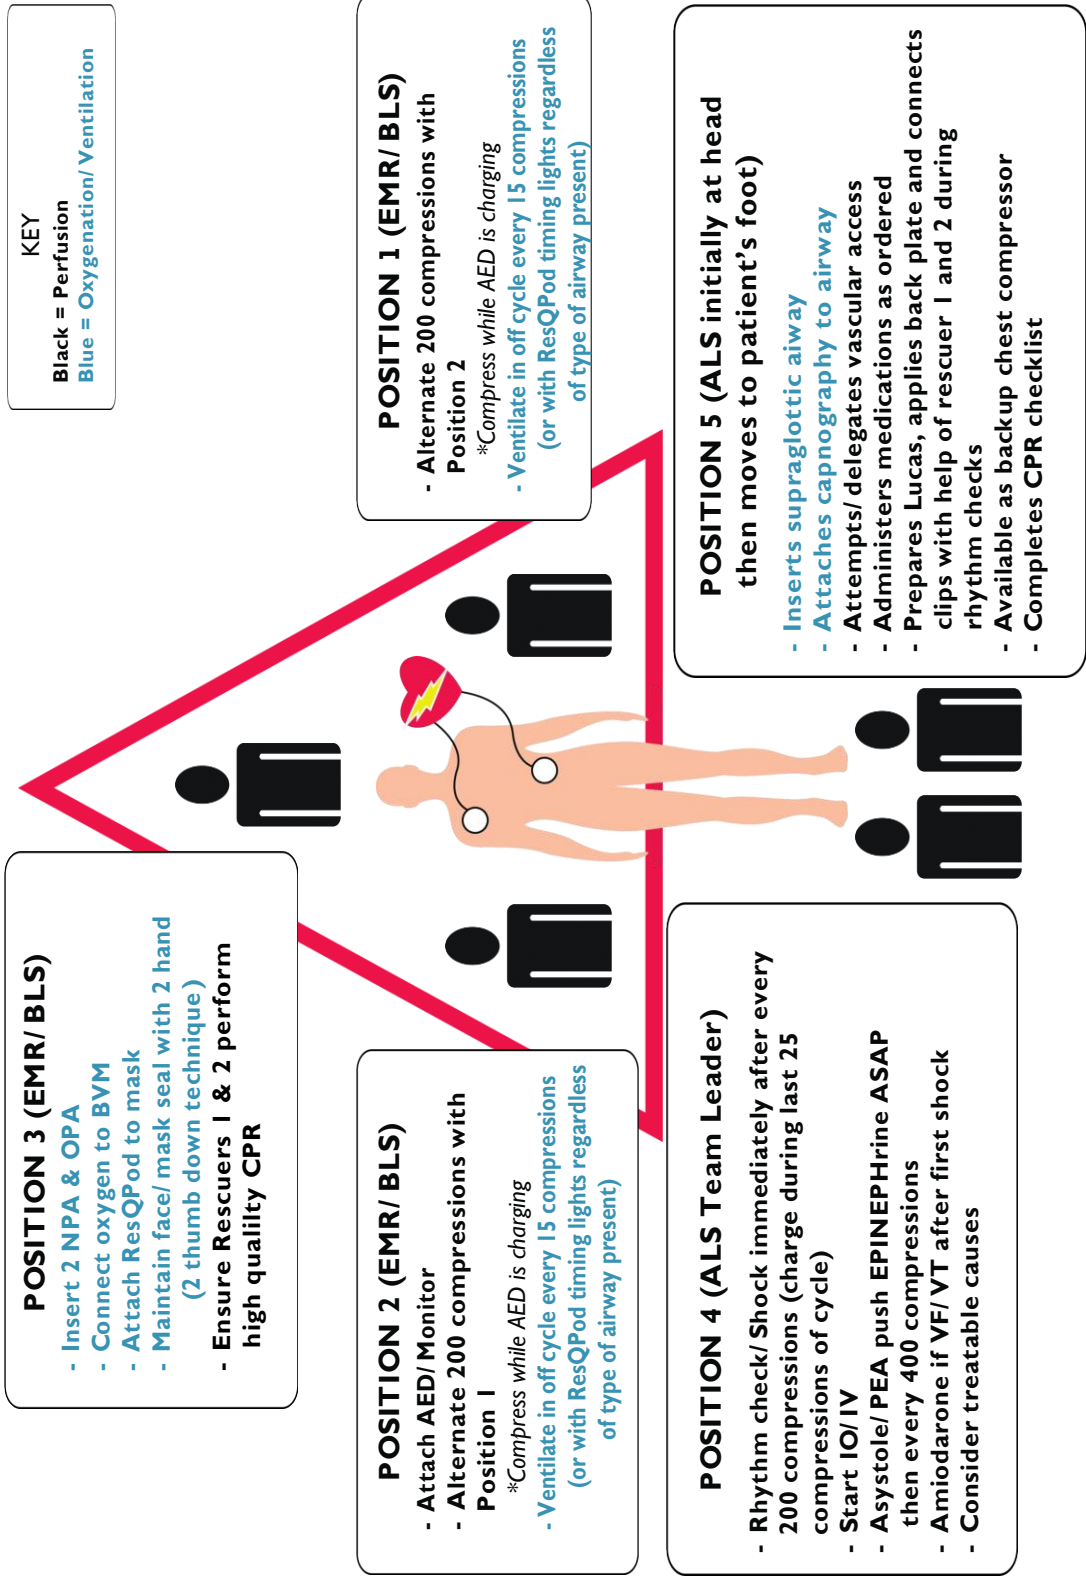 KEY
Black = Perfusion
Blue = Oxygenation/ Ventilation
POSITION 3 (EMR/ BLS)
- Insert 2 NPA & OPA
- Connect oxygen to BVM
- Attach ResQPod to mask
- Maintain face/ mask seal with 2 hand
(2 thumb down technique)
- Ensure Rescuers 1 & 2 perform
high qualilty CPR
POSITION 2 (EMR/ BLS)
- Attach AED/ Monitor
- Alternate 200 compressions with
Position 1
*Compress while AED is charging
- Ventilate in off cycle every 15 compressions
(or with ResQPod timing lights regardless
of type of airway present)
POSITION 1 (EMR/ BLS)
- Alternate 200 compressions with
Position 2
*Compress while AED is charging
- Ventilate in off cycle every 15 compressions
(or with ResQPod timing lights regardless
of type of airway present)
POSITION 4 (ALS Team Leader)
- Rhythm check/ Shock immediately after every
200 compressions (charge during last 25
compressions of cycle)
- Start IO/ IV
- Asystole/ PEA push EPINEPHrine ASAP
then every 400 compressions
- Amiodarone if VF/ VT after first shock
- Consider treatable causes
POSITION 5 (ALS initially at head
then moves to patient's foot)
- Inserts supraglottic aiway
- Attaches capnography to airway
- Attempts/ delegates vascular access
- Administers medications as ordered
- Prepares Lucas, applies back plate and connects
clips with help of rescuer 1 and 2 during
rhythm checks
- Available as backup chest compressor
- Completes CPR checklist